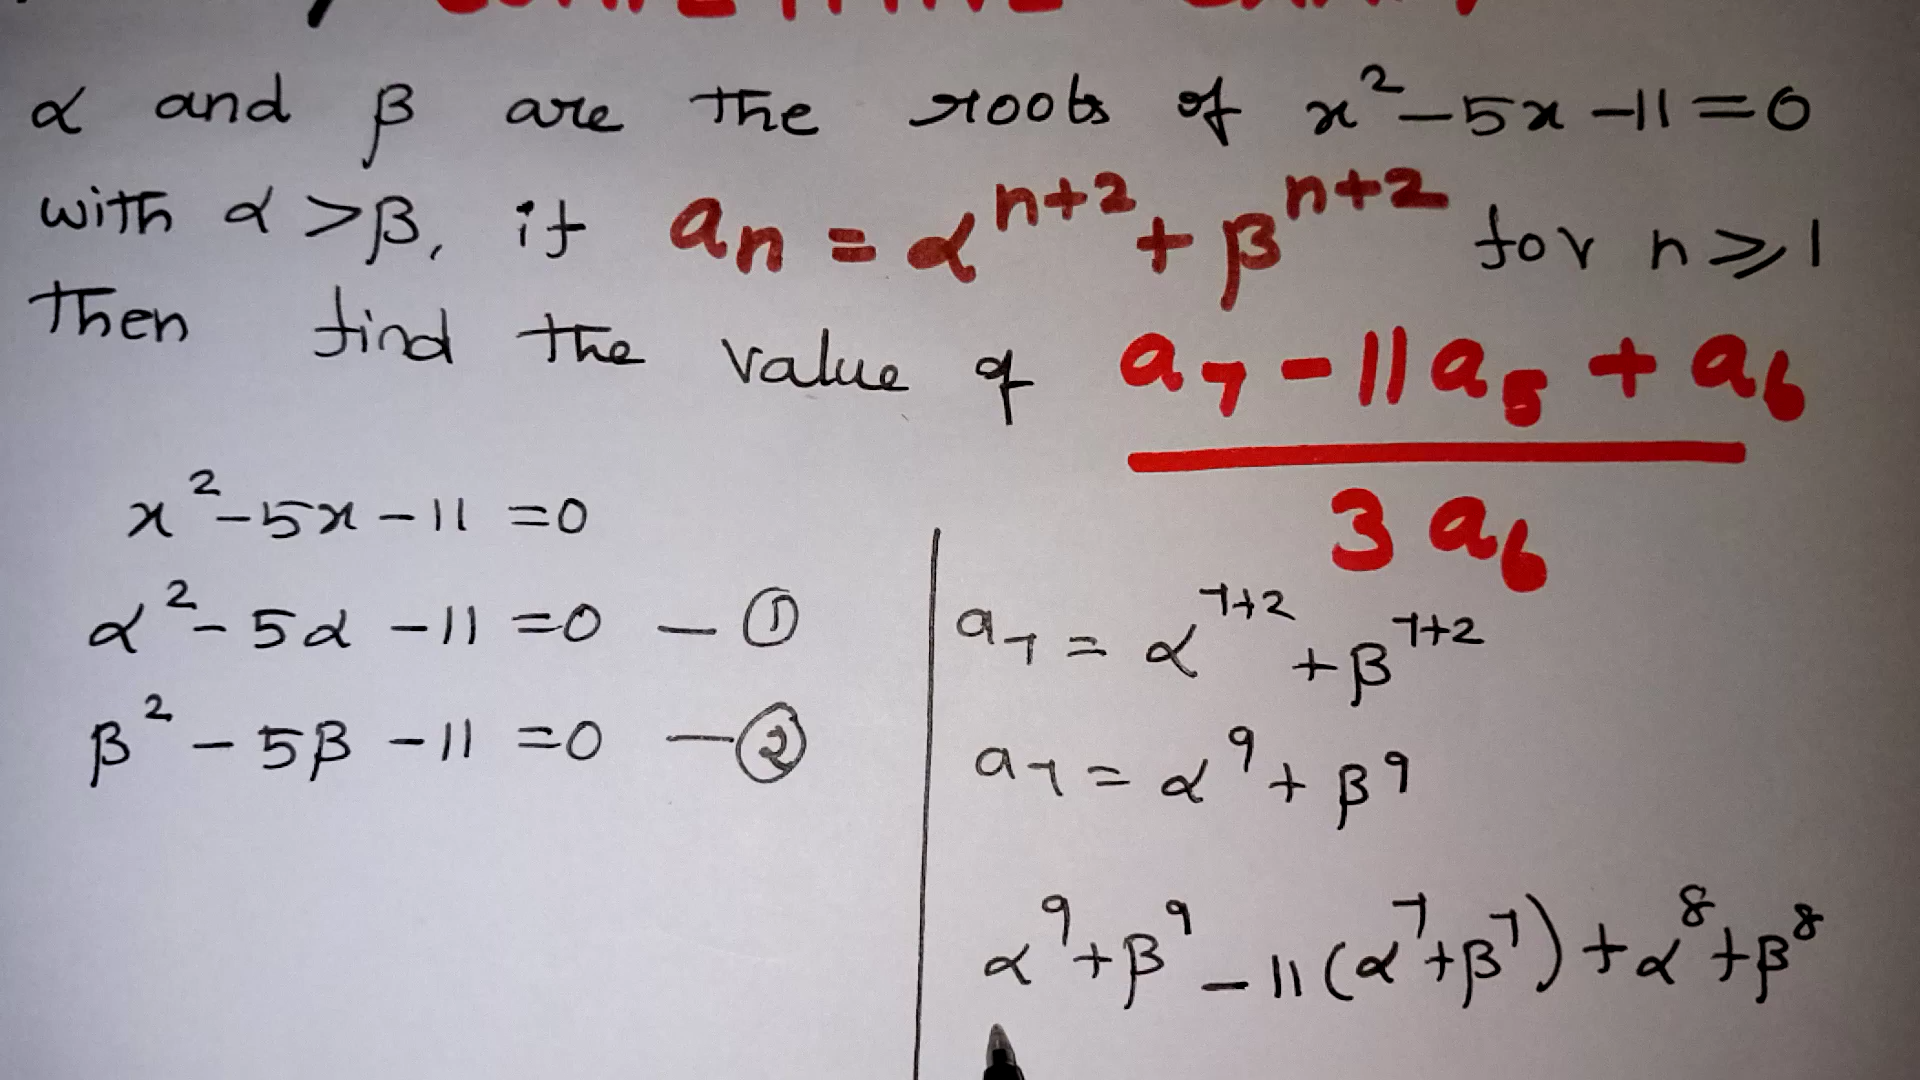 α and β are the roots of x²-5x-11=0
with α>β, if aₙ = αⁿ⁺² + βⁿ⁺² for n⩾1
then find the value of a₇-11a₅+a₆
3a₆
x²-5x-11=0
α²-5α-11=0 - ①
β²-5β-11=0 - ②
a₇ = α⁷⁺² + β⁷⁺²
a₇ = α⁹ + β⁹
α⁹+β⁹-11(α⁷+β⁷)+α⁸+β⁸